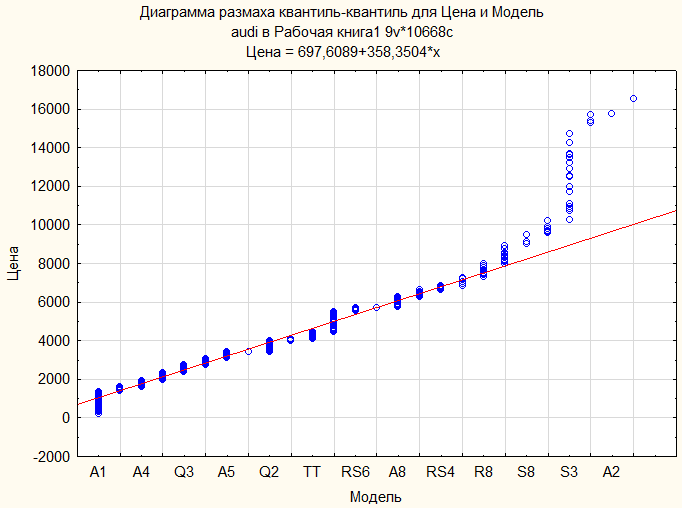 Диаграмма размаха квантиль-квантиль для Цена и Модель
audi в Рабочая книга1 9v*10668c
Цена = 697,6089+358,3504*x
18000
16000
14000
12000
10000
8000
6000
4000
2000
0
-2000
Цена
A1 A4 Q3 A5 Q2 TT RS6 A8 RS4 R8 S8 S3 A2
Модель